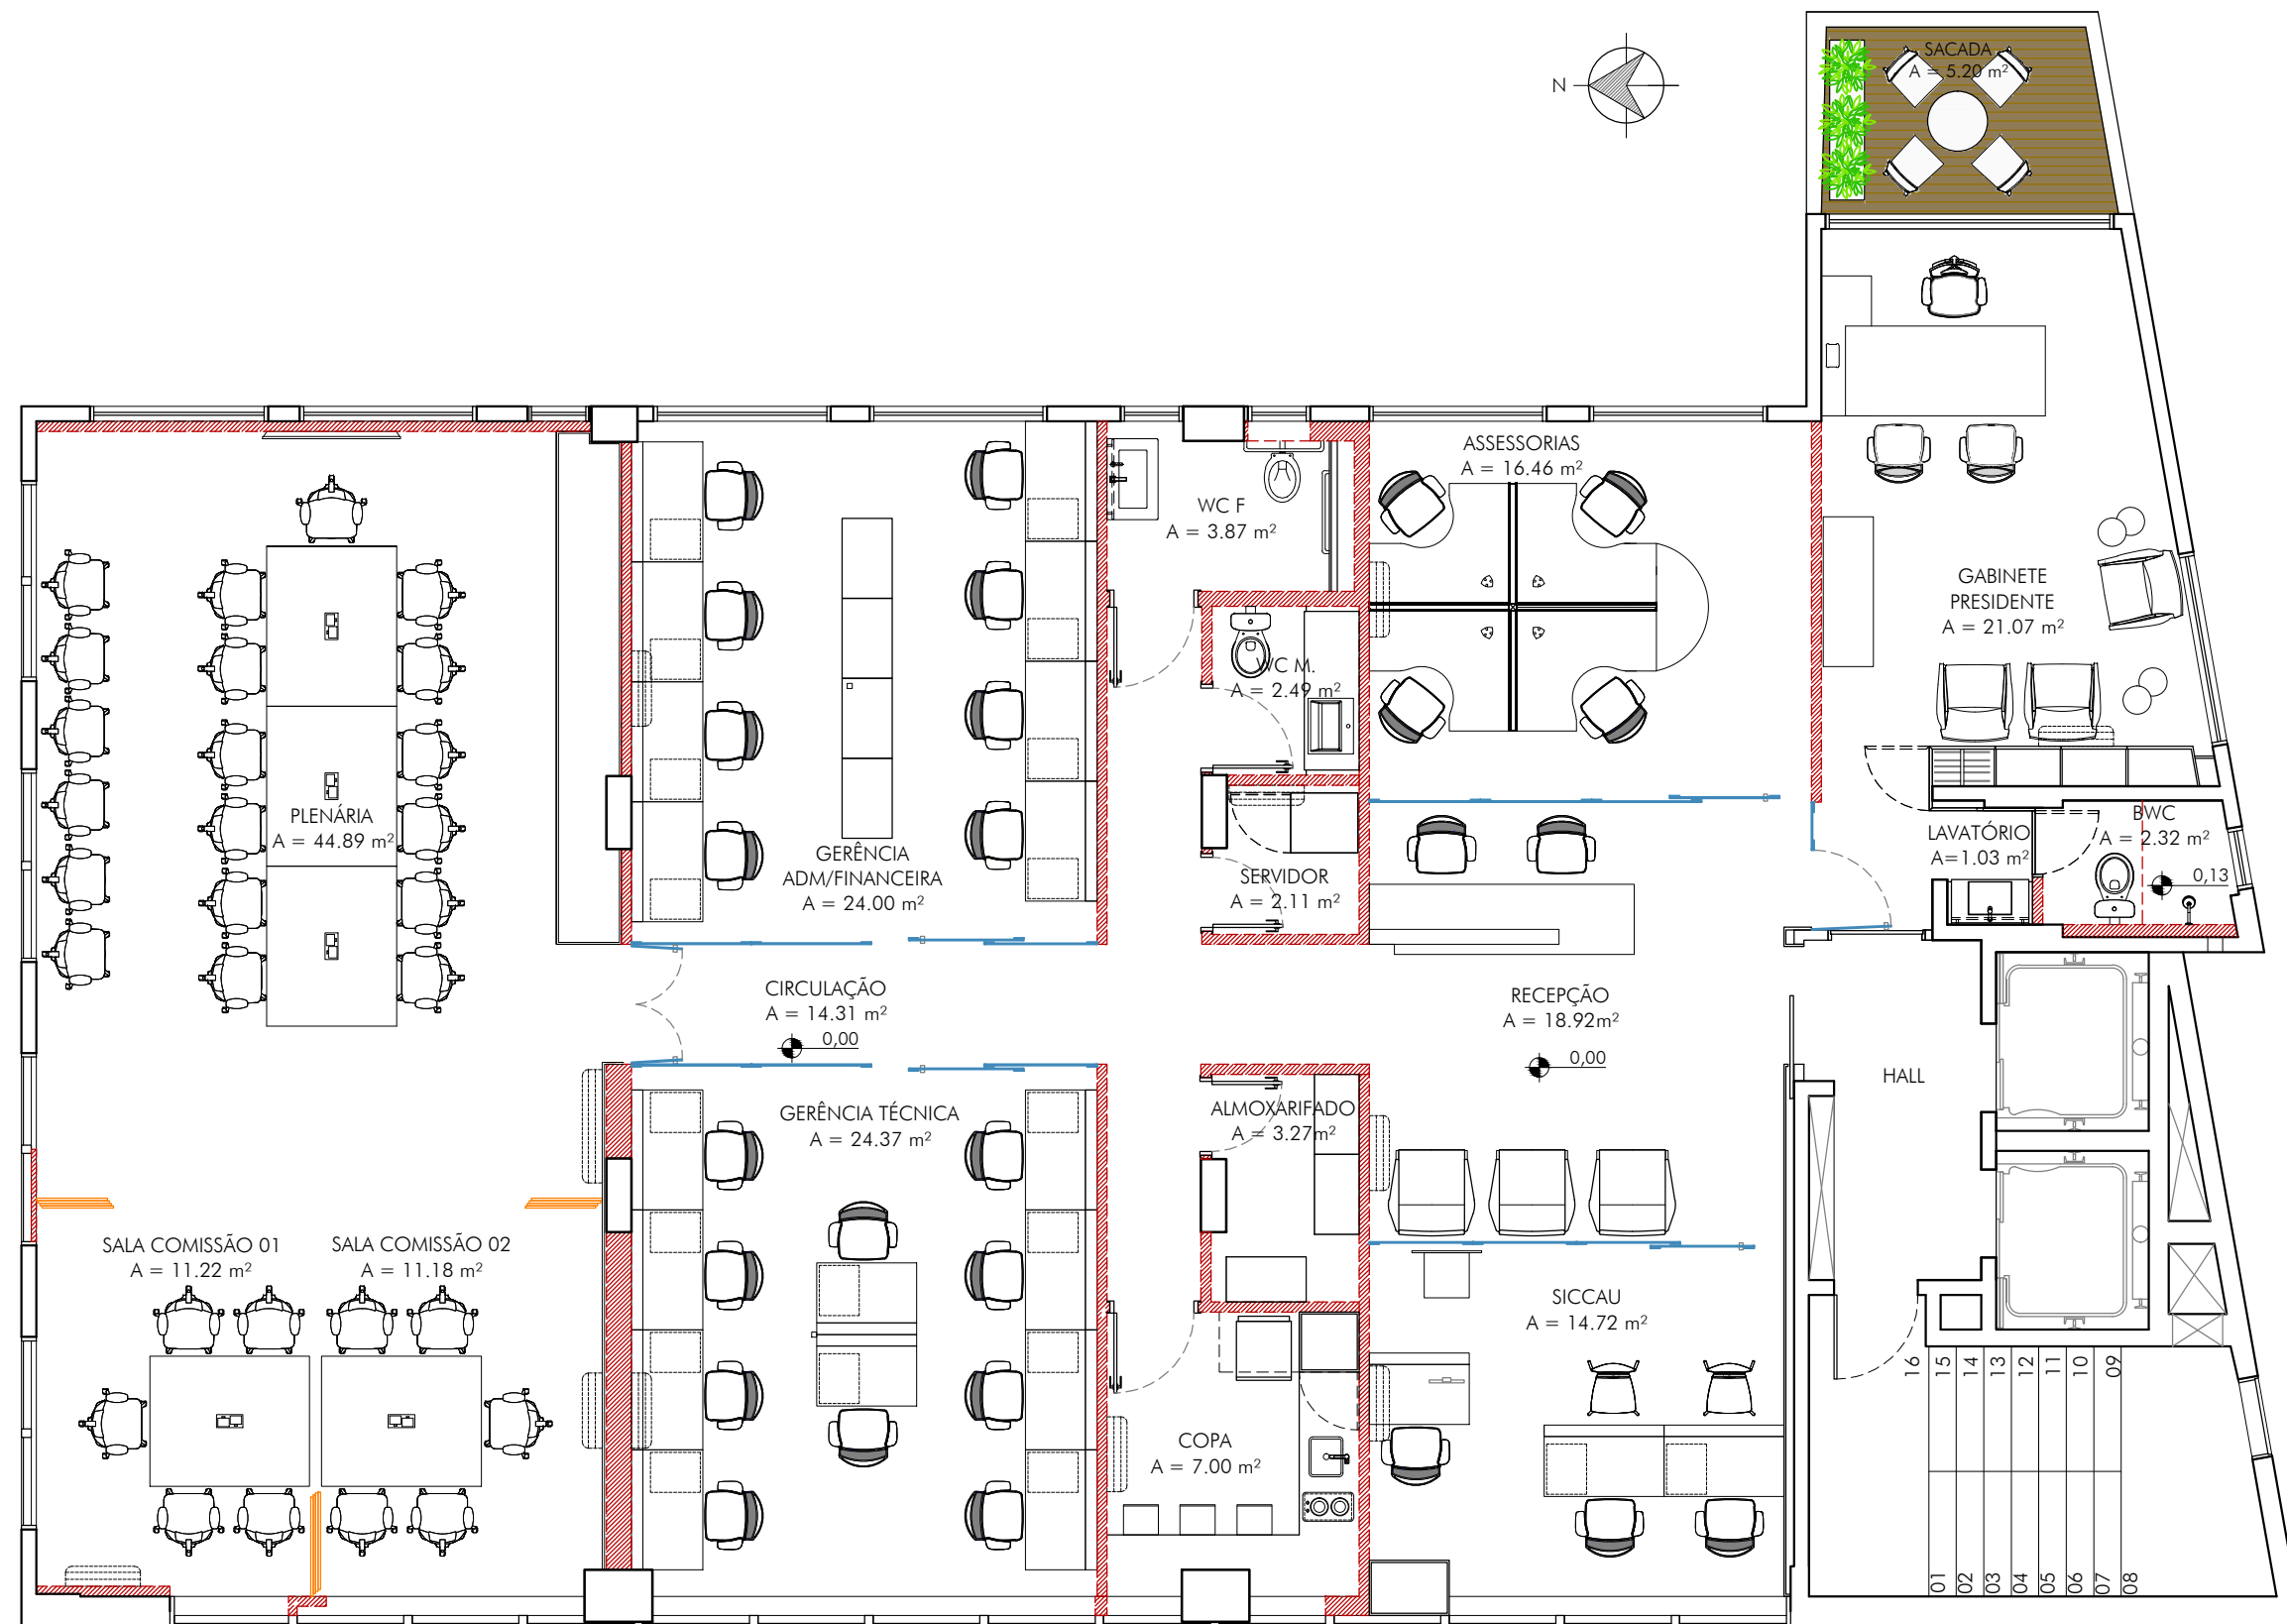 SACADA
A = 5.20 m²
N
ASSESSORIAS
A = 16.46 m²
WC F
A = 3.87 m²
GABINETE
PRESIDENTE
A = 21.07 m²
WC M.
A = 2.49 m²
PLENÁRIA
A = 44.89 m²
GERÊNCIA
ADM/FINANCEIRA
A = 24.00 m²
SERVIDOR
A = 2.11 m²
LAVATÓRIO
A=1.03 m²
BWC
A = 2.32 m²
0,13
CIRCULAÇÃO
A = 14.31 m²
0,00
RECEPÇÃO
A = 18.92m²
0,00
HALL
GERÊNCIA TÉCNICA
A = 24.37 m²
ALMOXARIFADO
A = 3.27m²
SALA COMISSÃO 01
A = 11.22 m²
SALA COMISSÃO 02
A = 11.18 m²
SICCAU
A = 14.72 m²
COPA
A = 7.00 m²
16
15
14
13
12
11
10
09
01
02
03
04
05
06
07
08